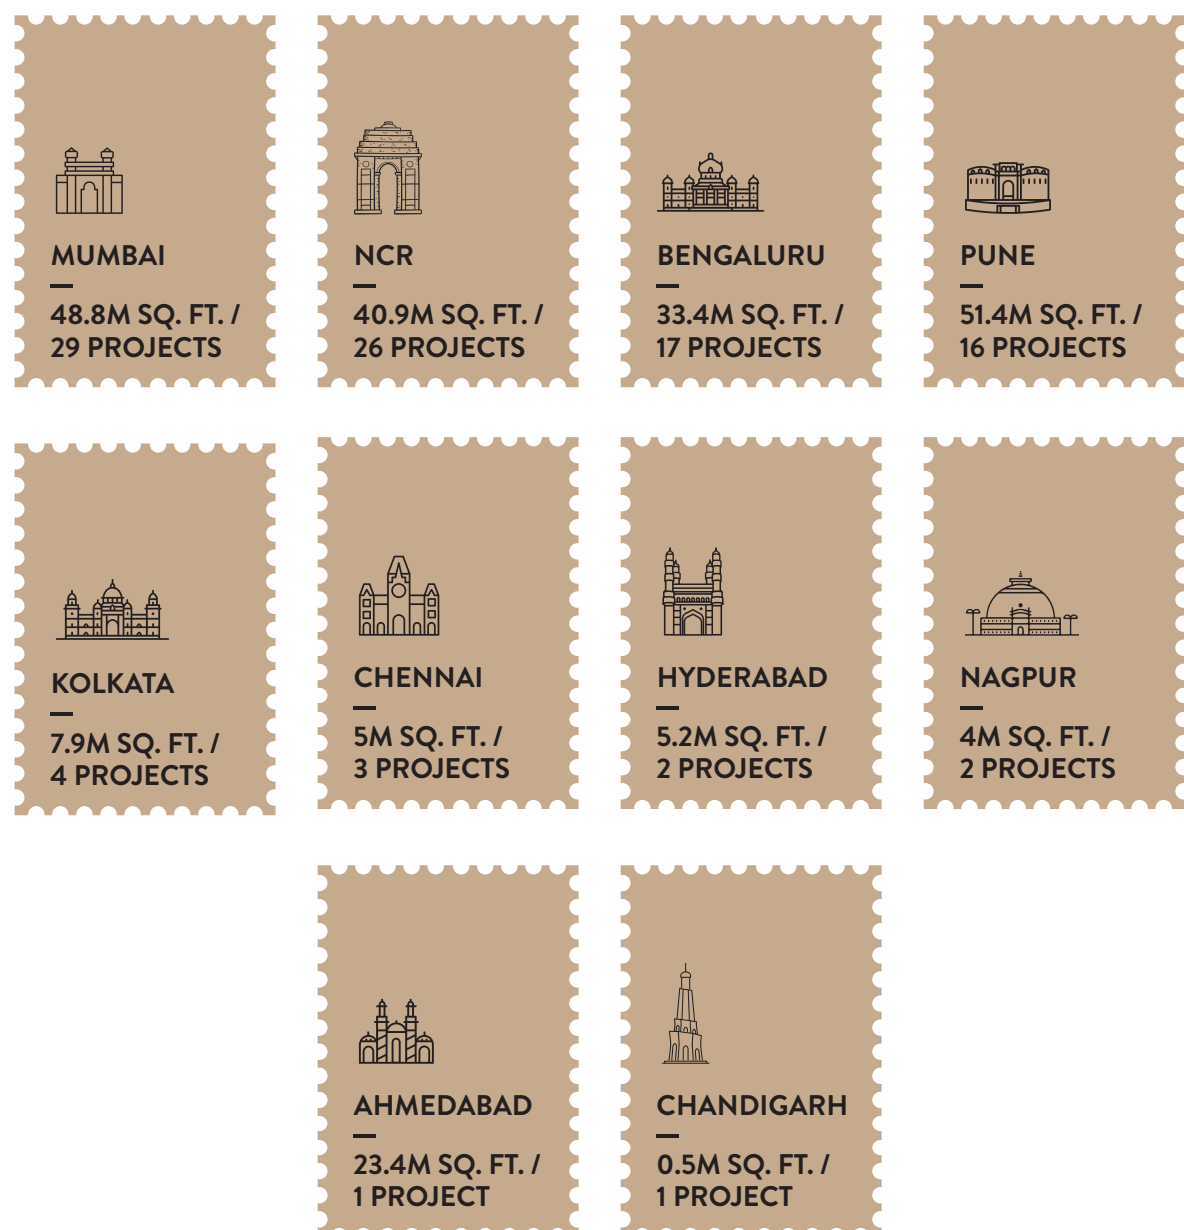 MUMBAI
48.8M SQ. FT. /
29 PROJECTS
NCR
40.9M SQ. FT. /
26 PROJECTS
BENGALURU
33.4M SQ. FT. /
17 PROJECTS
PUNE
51.4M SQ. FT. /
16 PROJECTS
KOLKATA
7.9M SQ. FT. /
4 PROJECTS
CHENNAI
5M SQ. FT. /
3 PROJECTS
HYDERABAD
5.2M SQ. FT. /
2 PROJECTS
NAGPUR
4M SQ. FT. /
2 PROJECTS
AHMEDABAD
23.4M SQ. FT. /
1 PROJECT
CHANDIGARH
0.5M SQ. FT. /
1 PROJECT